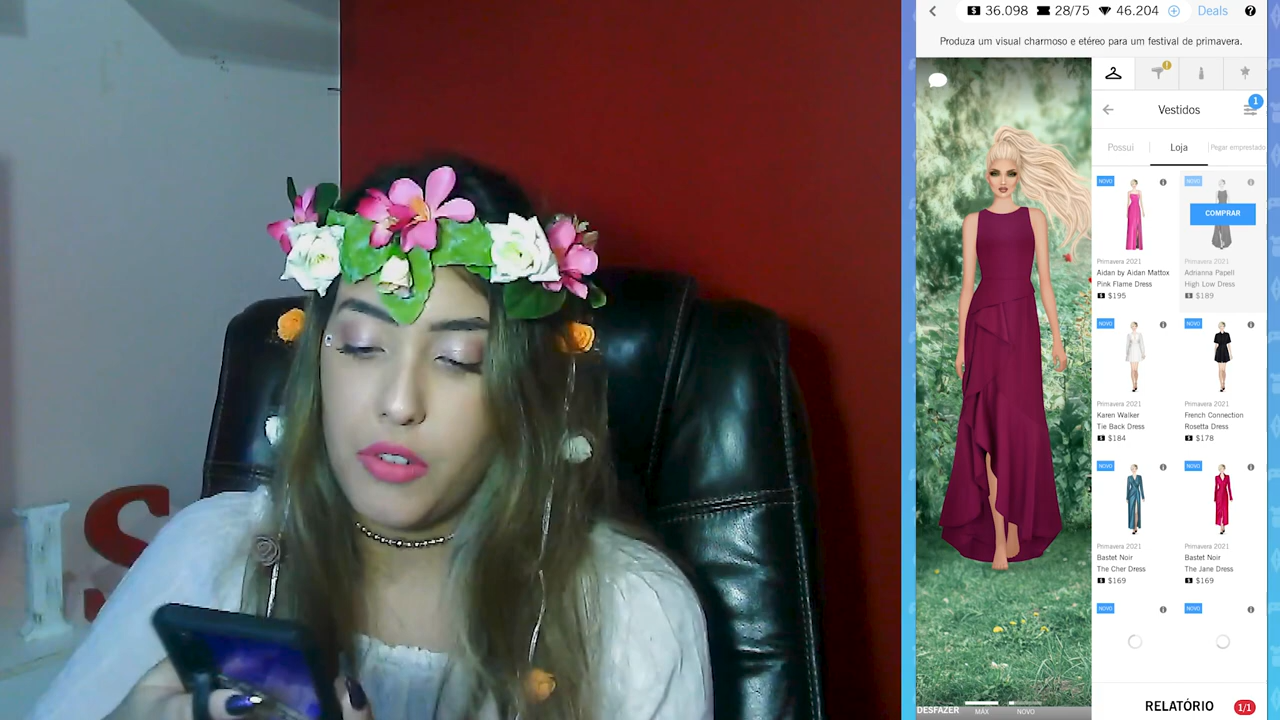 36.098
28/75
46.204
Deals
Produza um visual charmoso e etéreo para um festival de primavera.
Vestidos
1
Possui
Loja
Pegar emprestado
NOVO
Primavera 2021
Aidan by Aidan Mattox
Pink Flame Dress
$195
NOVO
COMPRAR
Primavera 2021
Adrianna Papell
High Low Dress
$189
NOVO
Primavera 2021
Karen Walker
Tie Back Dress
$184
NOVO
Primavera 2021
French Connection
Rosetta Dress
$178
NOVO
Primavera 2021
Bastet Noir
The Cher Dress
$169
NOVO
Primavera 2021
Bastet Noir
The Jane Dress
$169
NOVO
NOVO
DESFAZER
MÁX
NOVO
RELATÓRIO
1/1
IS